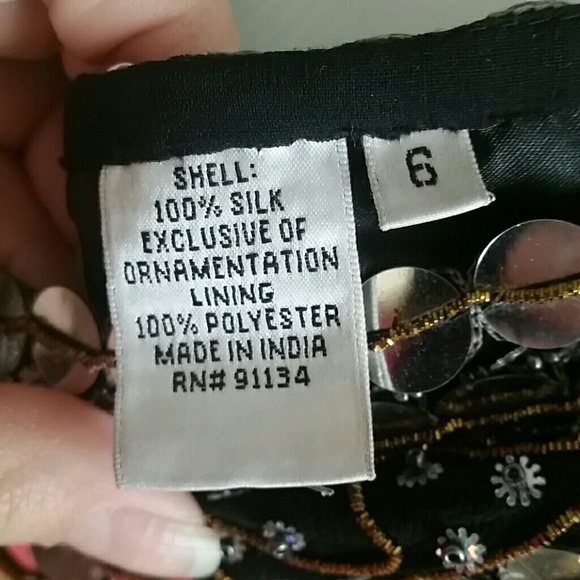 SHELL:
100% SILK
EXCLUSIVE OF
ORNAMENTATION
LINING
100% POLYESTER
MADE IN INDIA
RN# 91134
6